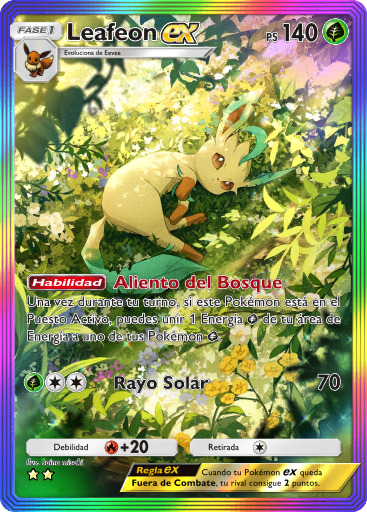 FASE 1
Leafeon ex
PS 140
Evoluciona de Eevee
Habilidad Aliento del Bosque
Una vez durante tu turno, si este Pokémon está en el
Puesto Activo, puedes unir 1 Energía de tu área de
Energía a uno de tus Pokémon .
Rayo Solar 70
Debilidad +20 Retirada
Regla ex Cuando tu Pokémon ex queda
Fuera de Combate, tu rival consigue 2 puntos.